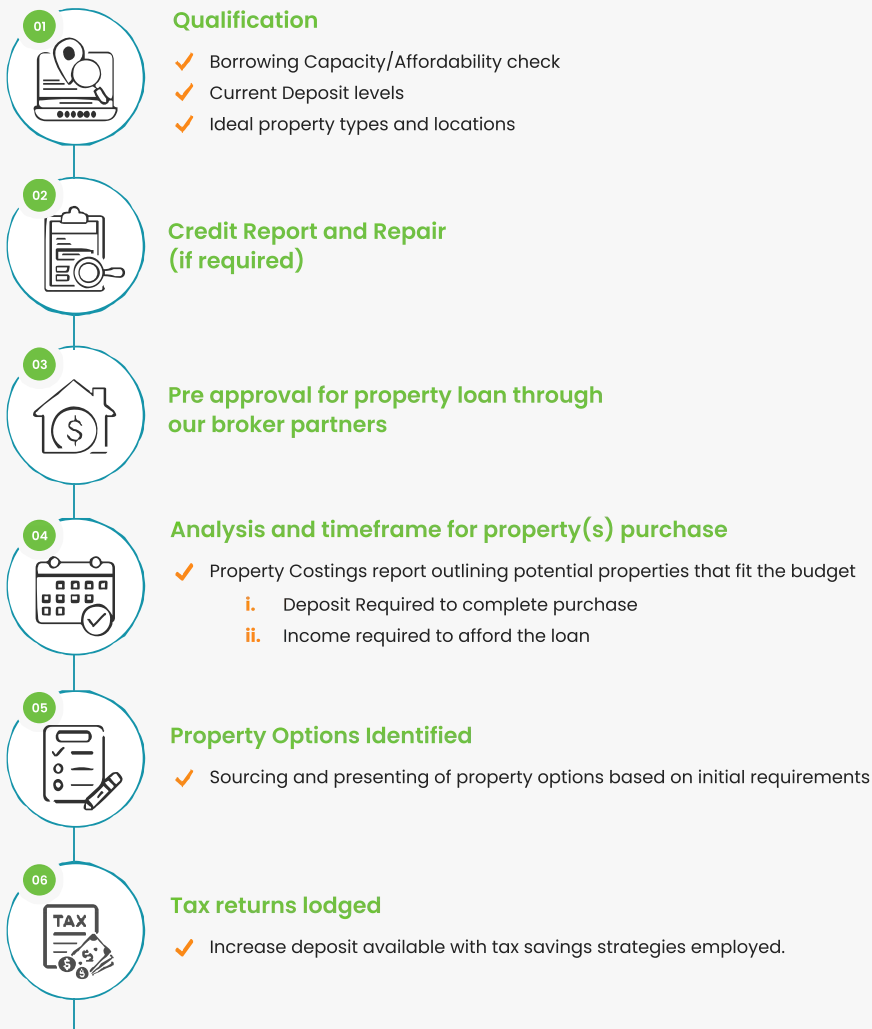 01
Qualification
Borrowing Capacity/Affordability check
Current Deposit levels
Ideal property types and locations
02
Credit Report and Repair
(if required)
03
$
Pre approval for property loan through
our broker partners
04
Analysis and timeframe for property(s) purchase
Property Costings report outlining potential properties that fit the budget
i. Deposit Required to complete purchase
ii. Income required to afford the loan
05
Property Options Identified
Sourcing and presenting of property options based on initial requirements
06
TAX
$
$
$
Tax returns lodged
Increase deposit available with tax savings strategies employed.